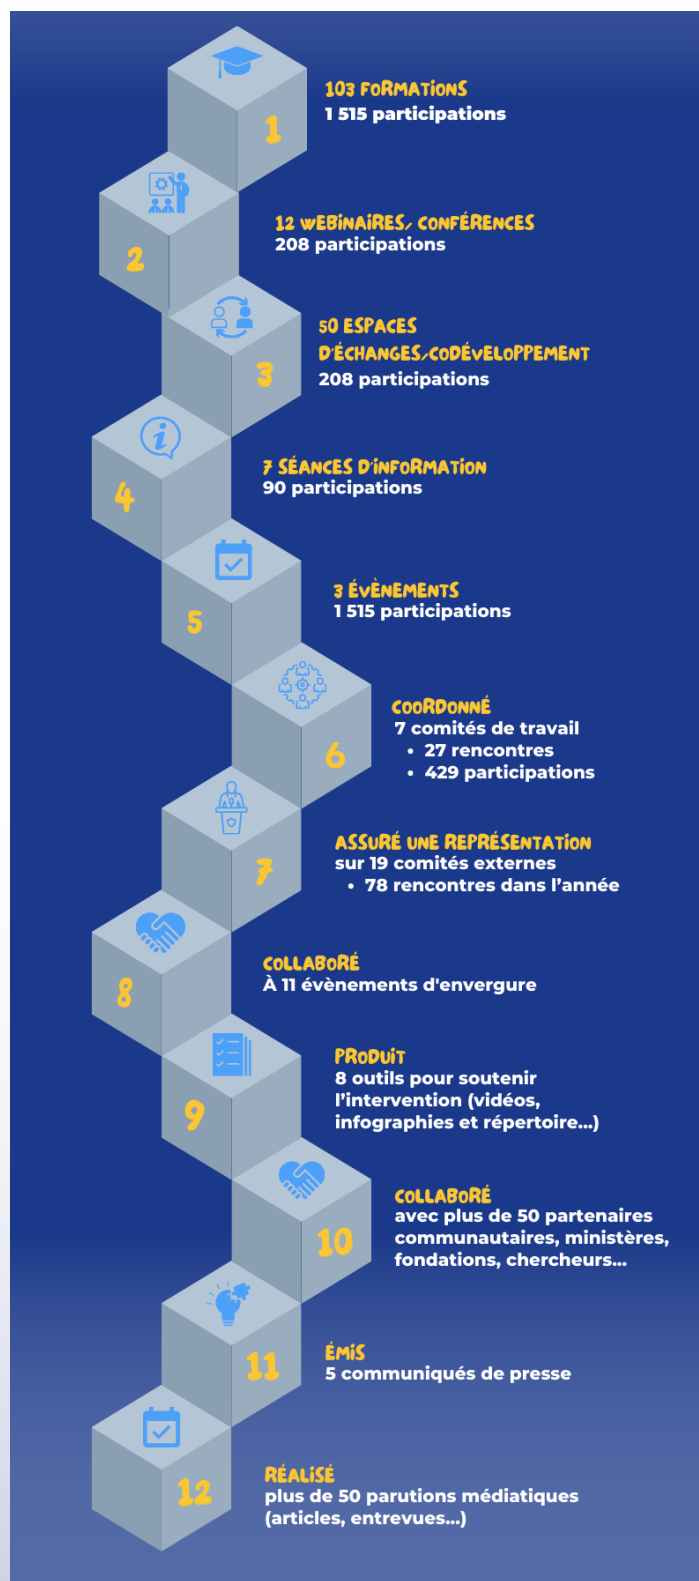 1
103 FORMATIONS
1 515 participations
2
12 WEBINAIRES/ CONFÉRENCES
208 participations
3
50 ESPACES
D'ÉCHANGES/CODÉVELOPPEMENT
208 participations
4
7 SÉANCES D'INFORMATION
90 participations
5
3 ÉVÈNEMENTS
1 515 participations
6
COORDONNÉ
7 comités de travail
• 27 rencontres
• 429 participations
7
ASSURÉ UNE REPRÉSENTATION
sur 19 comités externes
• 78 rencontres dans l'année
8
COLLABORÉ
À 11 évènements d'envergure
9
PRODUIT
8 outils pour soutenir
l'intervention (vidéos,
infographies et répertoire...)
10
COLLABORÉ
avec plus de 50 partenaires
communautaires, ministères,
fondations, chercheurs...
11
ÉMIS
5 communiqués de presse
12
RÉALISÉ
plus de 50 parutions médiatiques
(articles, entrevues...)